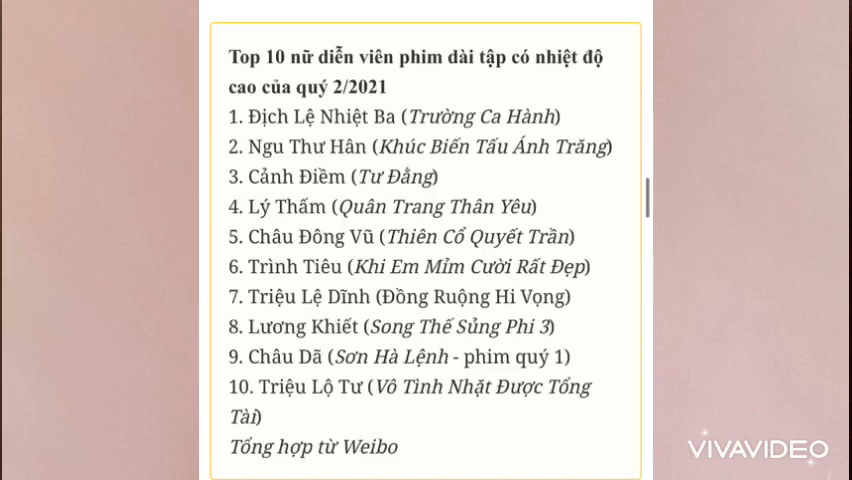 Top 10 nữ diễn viên phim dài tập có nhiệt độ
cao của quý 2/2021
1. Địch Lệ Nhiệt Ba (Trường Ca Hành)
2. Ngu Thư Hân (Khúc Biến Tấu Ánh Trăng)
3. Cảnh Điềm (Tư Đằng)
4. Lý Thấm (Quân Trang Thân Yêu)
5. Châu Đông Vũ (Thiên Cổ Quyết Trần)
6. Trình Tiêu (Khi Em Mỉm Cười Rất Đẹp)
7. Triệu Lệ Dĩnh (Đồng Ruộng Hi Vọng)
8. Lương Khiết (Song Thế Sủng Phi 3)
9. Châu Dã (Sơn Hà Lệnh - phim quý 1)
10. Triệu Lộ Tư (Vô Tình Nhặt Được Tổng
Tài)
Tổng hợp từ Weibo
VIVAVIDEO